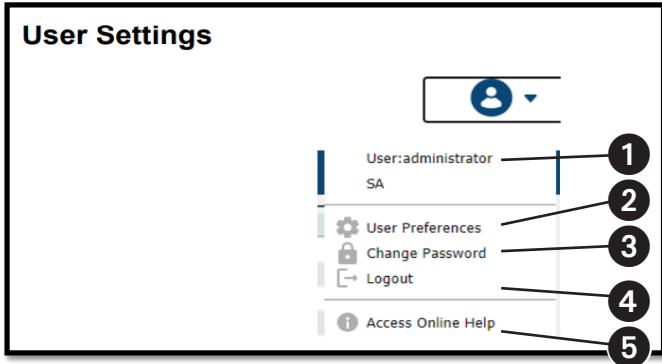 User Settings
User:administrator
1
SA
2
User Preferences
Change Password
3
Logout
4
Access Online Help
5